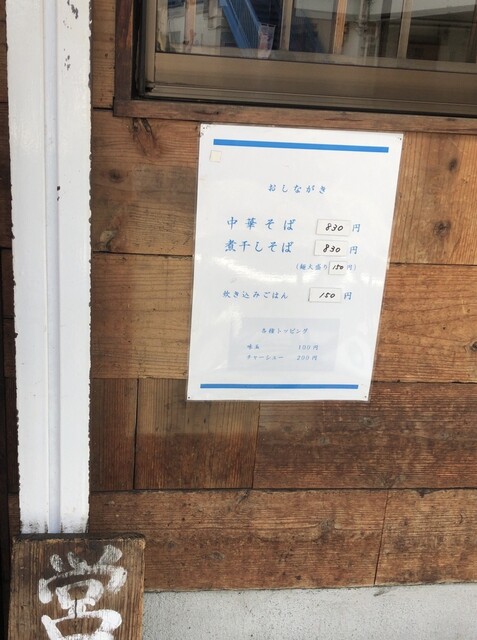 おしながき
中華そば 830円
煮干しそば 830円
(麺大盛り 150円)
炊き込みごはん 150円
各種トッピング
味玉 100円
チャーシュー 200円
営